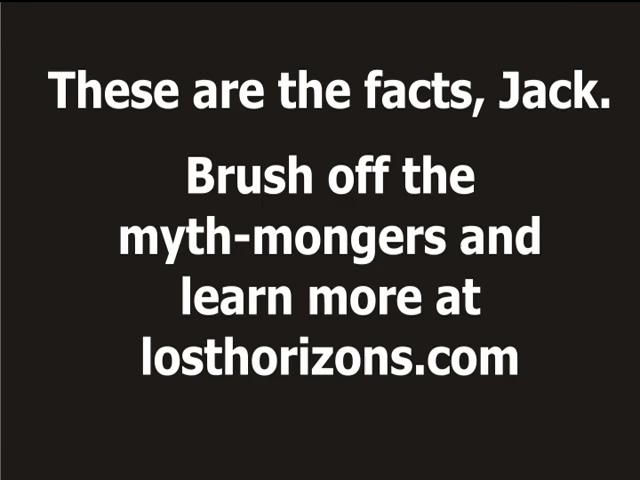 These are the facts, Jack.
Brush off the
myth-mongers and
learn more at
losthorizons.com